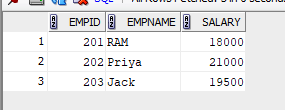 EMPID EMPNAME SALARY
1 201 RAM 18000
2 202 Priya 21000
3 203 Jack 19500